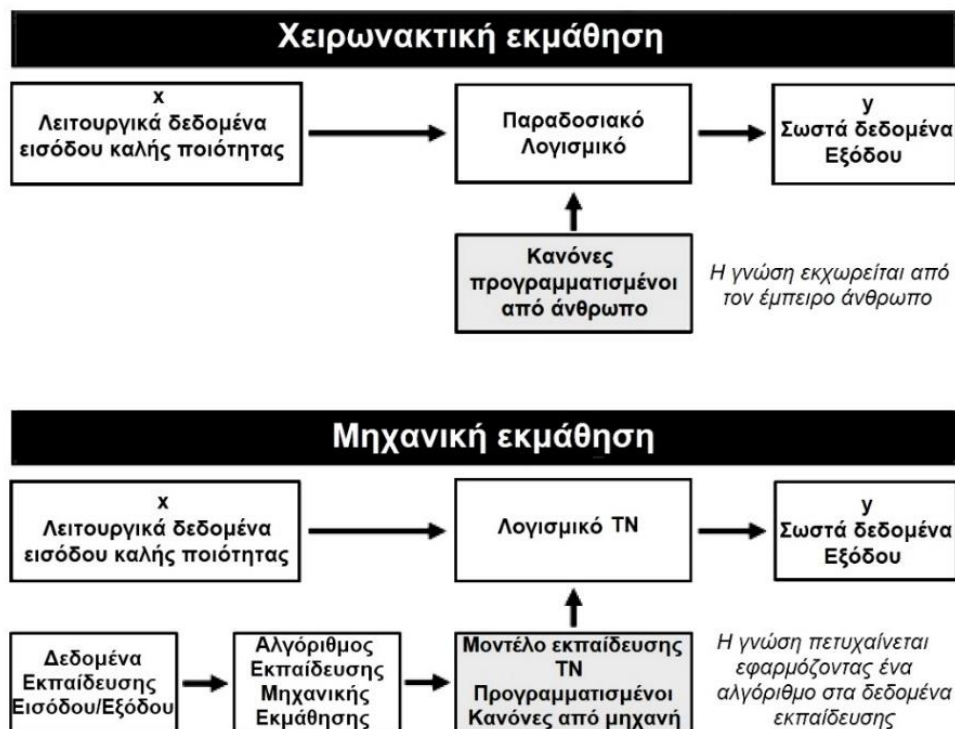 Χειρωνακτική εκμάθηση
x
Λειτουργικά δεδομένα
εισόδου καλής ποιότητας
Παραδοσιακό
Λογισμικό
y
Σωστά δεδομένα
Εξόδου
Κανόνες
προγραμματισμένοι
από άνθρωπο
Η γνώση εκχωρείται από
τον έμπειρο άνθρωπο
Μηχανική εκμάθηση
x
Λειτουργικά δεδομένα
εισόδου καλής ποιότητας
Λογισμικό ΤΝ
y
Σωστά δεδομένα
Εξόδου
Δεδομένα
Εκπαίδευσης
Εισόδου/Εξόδου
Αλγόριθμος
Εκπαίδευσης
Μηχανικής
Εκμάθησης
Μοντέλο εκπαίδευσης
ΤΝ
Προγραμματισμένοι
Κανόνες από μηχανή
Η γνώση πετυχαίνεται
εφαρμόζοντας ένα
αλγόριθμο στα δεδομένα
εκπαίδευσης